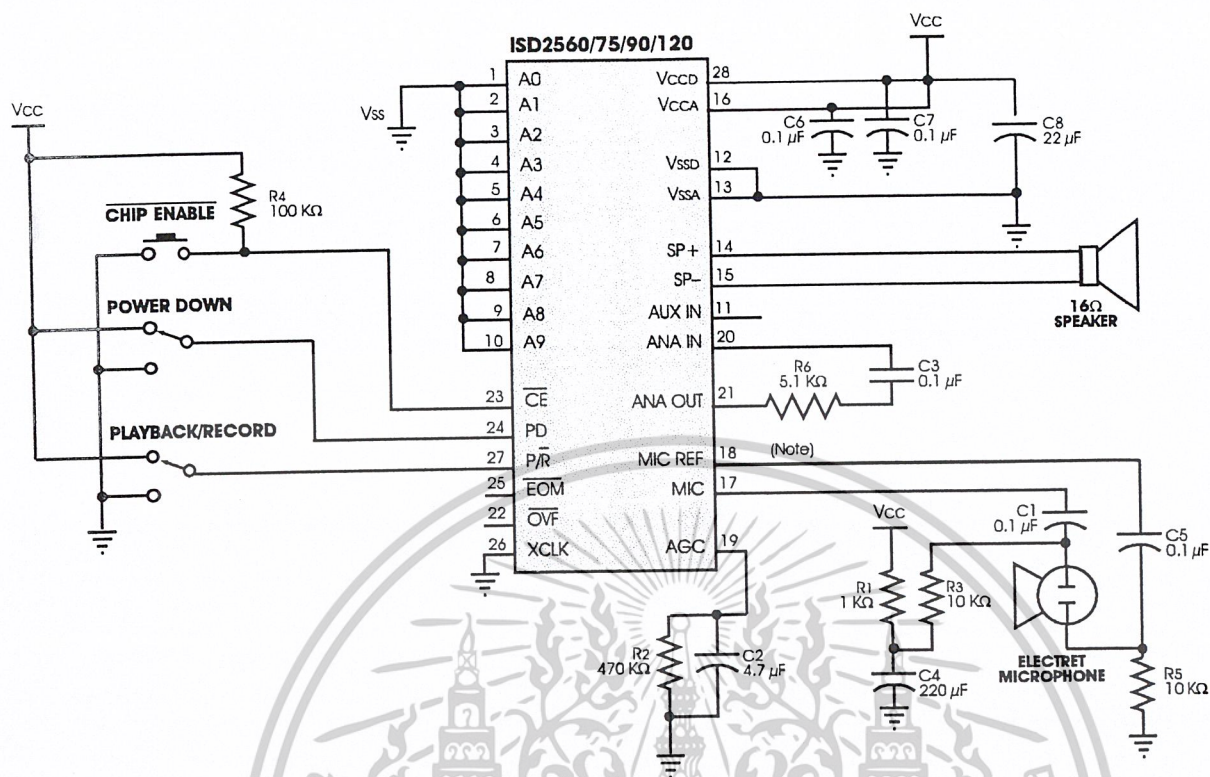 ISD2560/75/90/120
VCC
VSS
VCC
R4
100 KΩ
CHIP ENABLE
POWER DOWN
PLAYBACK/RECORD
1 A0
2 A1
3 A2
4 A3
5 A4
6 A5
7 A6
8 A7
9 A8
10 A9
23 CE
24 PD
27 P/R
25 EOM
22 OVF
26 XCLK
VCCD 28
VCCA 16
VSSD 12
VSSA 13
SP+ 14
SP– 15
AUX IN 11
ANA IN 20
ANA OUT 21
MIC REF 18 (Note)
MIC 17
AGC 19
C6
0.1 µF
C7
0.1 µF
C8
22 µF
16Ω
SPEAKER
R6
5.1 KΩ
C3
0.1 µF
VCC
C1
0.1 µF
C5
0.1 µF
R1
1 KΩ
R3
10 KΩ
R2
470 KΩ
C2
4.7 µF
C4
220 µF
ELECTRET
MICROPHONE
R5
10 KΩ